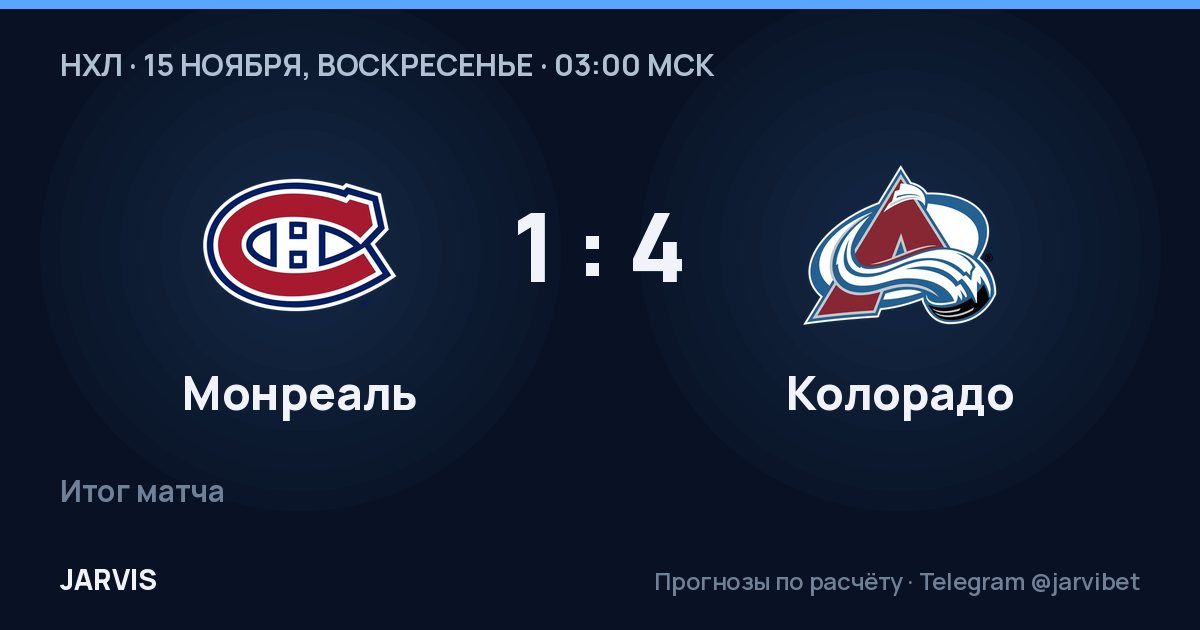 НХЛ · 15 НОЯБРЯ, ВОСКРЕСЕНЬЕ · 03:00 МСК
1 : 4
Монреаль
Колорадо
Итог матча
JARVIS
Прогнозы по расчёту · Telegram @jarvibet